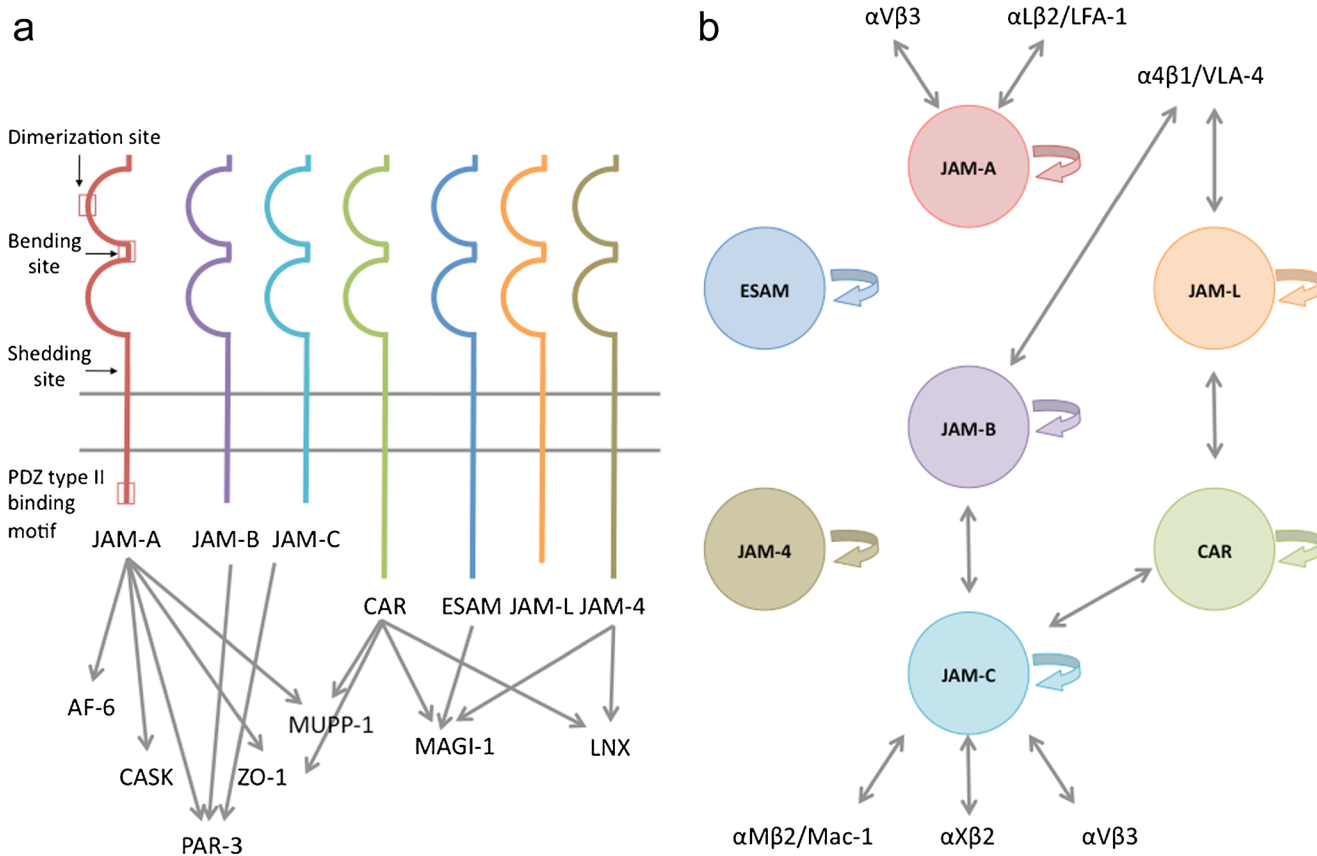 a
Dimerization site
Bending
site
Shedding
site
PDZ type II
binding
motif
JAM-A
JAM-B
JAM-C
CAR
ESAM
JAM-L
JAM-4
AF-6
MUPP-1
MAGI-1
LNX
CASK
ZO-1
PAR-3
b
αVβ3
αLβ2/LFA-1
α4β1/VLA-4
JAM-A
ESAM
JAM-L
JAM-B
JAM-4
CAR
JAM-C
αMβ2/Mac-1
αXβ2
αVβ3